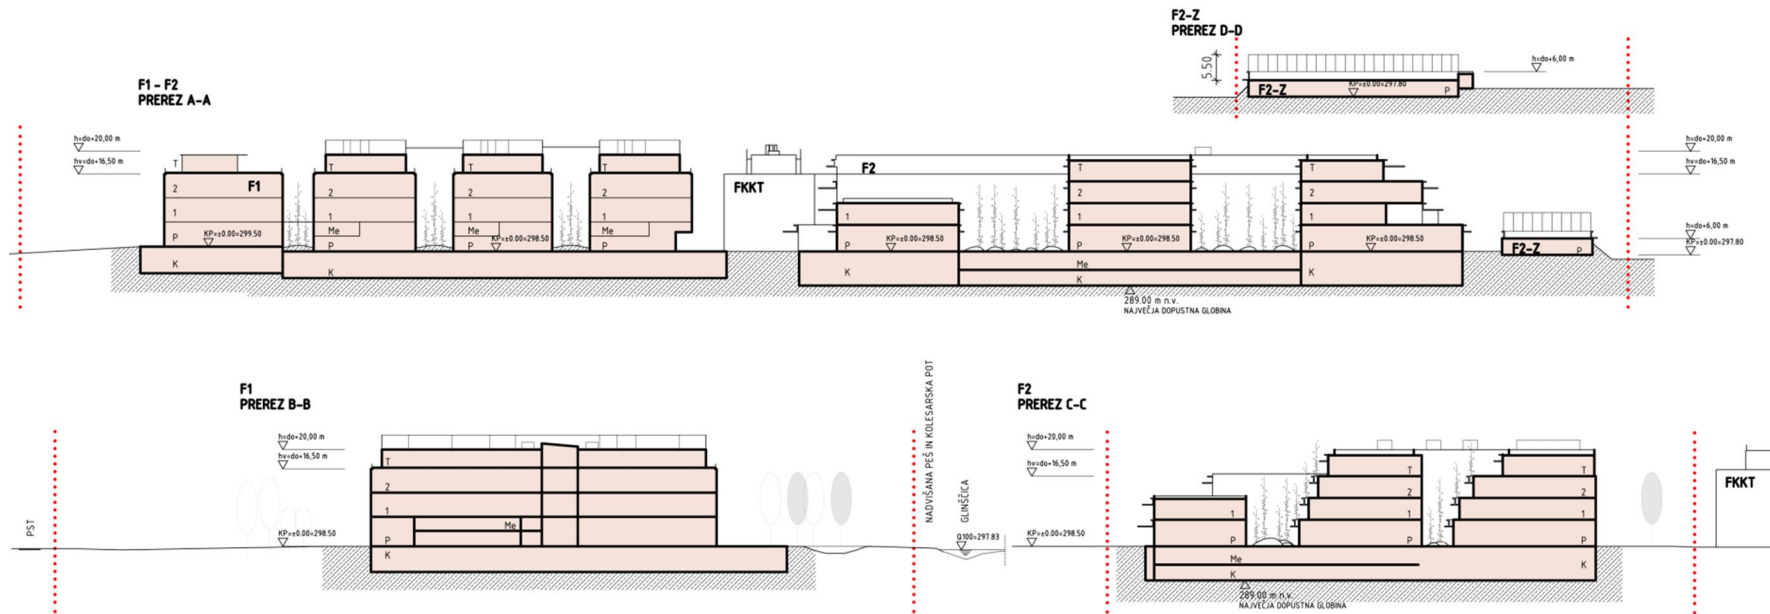 F2-Z
PREREZ D-D
5.50
h=do+6,00 m
KP=±0.00=297.80
F2-Z
P
F1 - F2
PREREZ A-A
h=do+20,00 m
hv=do+16,50 m
T
2
F1
1
P
KP=±0.00=299.50
K
T
2
1
Me
P
K
T
2
1
Me
P
KP=±0.00=298.50
T
2
1
Me
P
FKKT
F2
1
P
KP=±0.00=298.50
K
T
2
1
P
KP=±0.00=298.50
Me
K
T
2
1
P
KP=±0.00=298.50
K
289.00 m n.v.
NAJVEČJA DOPUSTNA GLOBINA
F2-Z
P
h=do+20,00 m
hv=do+16,50 m
h=do+6,00 m
KP=±0.00=297.80
F1
PREREZ B-B
h=do+20,00 m
hv=do+16,50 m
T
2
1
Me
P
K
KP=±0.00=298.50
PST
NADVIŠANA PEŠ IN KOLESARSKA POT
GLINŠČICA
Q100=297.83
F2
PREREZ C-C
h=do+20,00 m
hv=do+16,50 m
KP=±0.00=298.50
1
P
T
2
1
P
T
2
1
P
Me
K
K
289.00 m n.v.
NAJVEČJA DOPUSTNA GLOBINA
FKKT